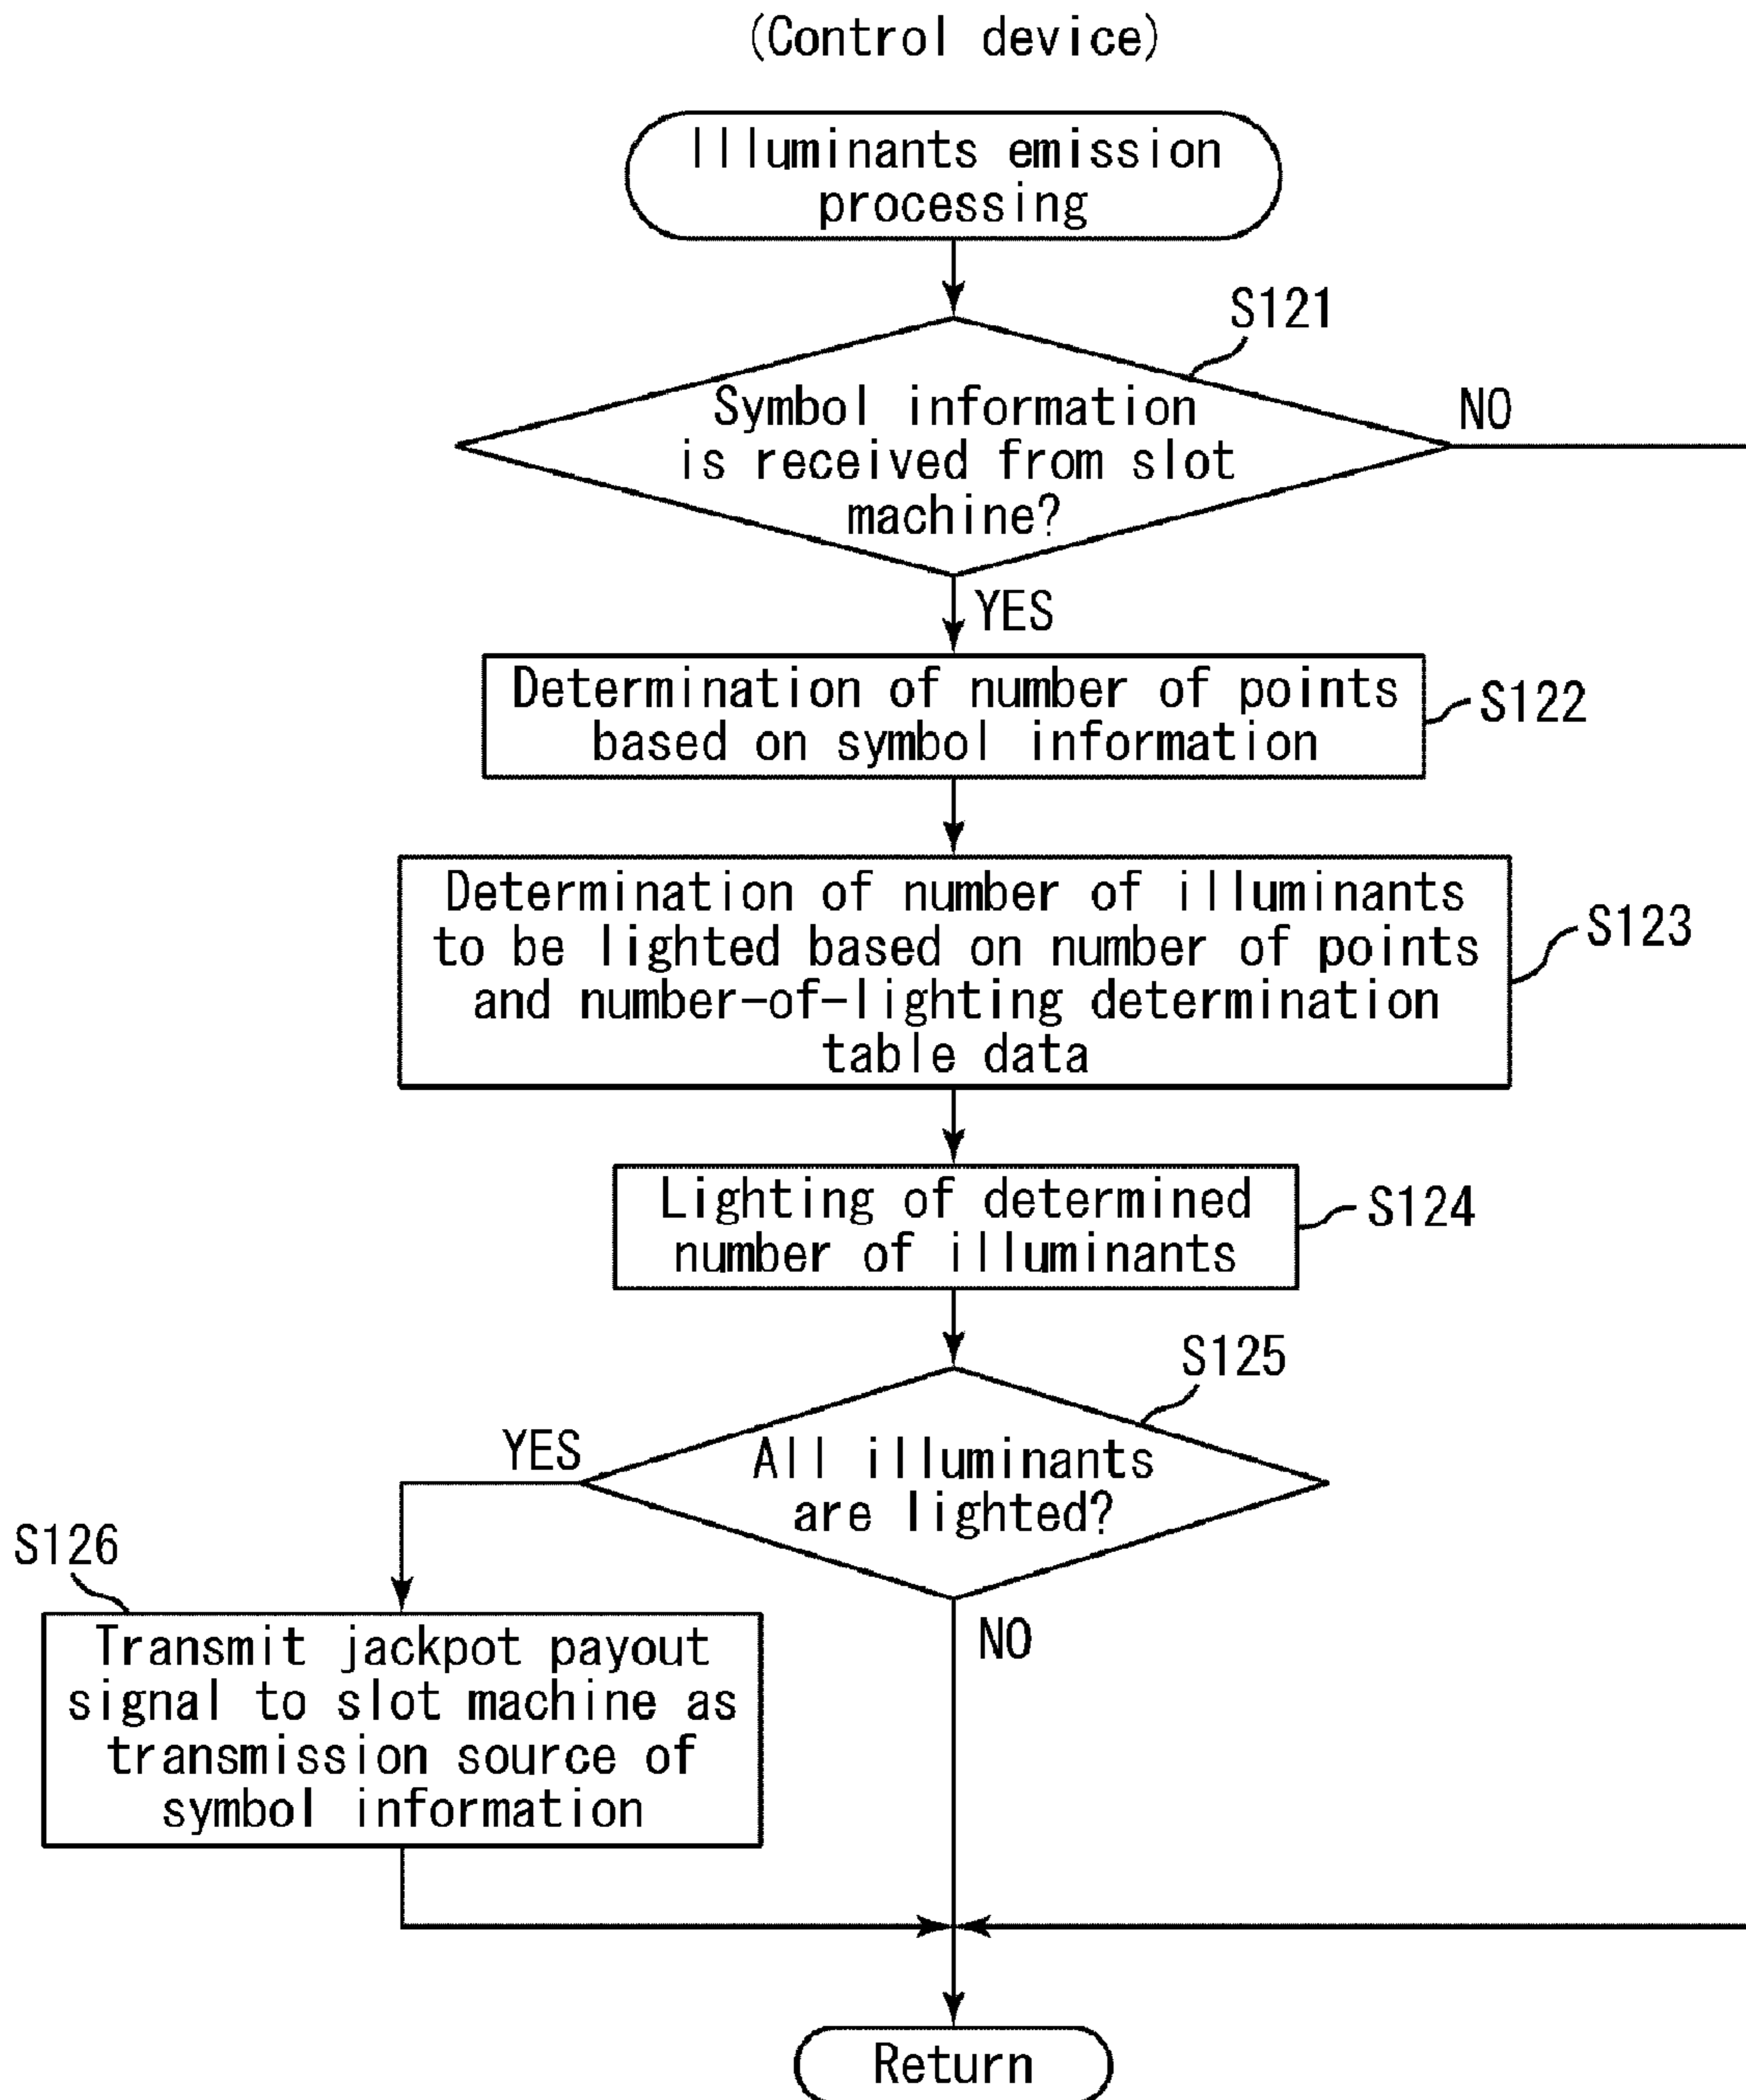 (Control device)
Illuminants emission
processing
S121
Symbol information
is received from slot
machine?
NO
YES
Determination of number of points
based on symbol information
S122
Determination of number of illuminants
to be lighted based on number of points
and number-of-lighting determination
table data
S123
Lighting of determined
number of illuminants
S124
S125
YES
All illuminants
are lighted?
S126
NO
Transmit jackpot payout
signal to slot machine as
transmission source of
symbol information
Return